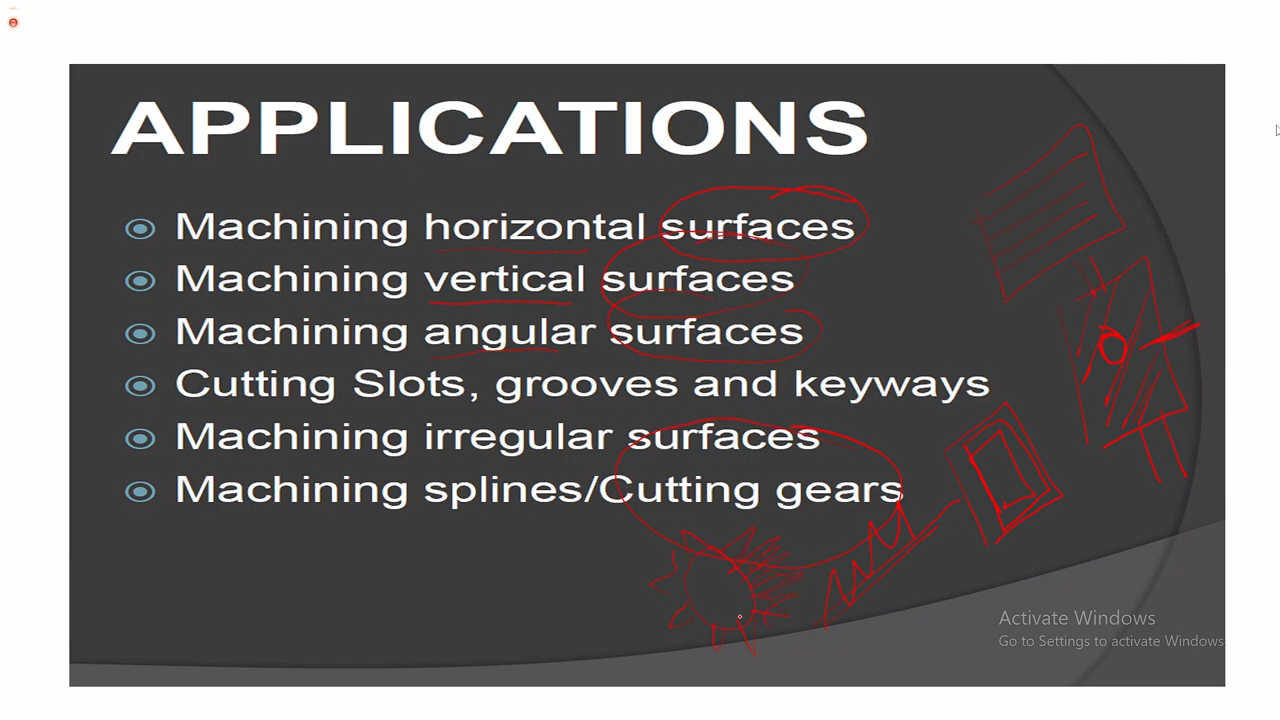 APPLICATIONS
Machining horizontal surfaces
Machining vertical surfaces
Machining angular surfaces
Cutting Slots, grooves and keyways
Machining irregular surfaces
Machining splines/Cutting gears
Activate Windows
Go to Settings to activate Windows